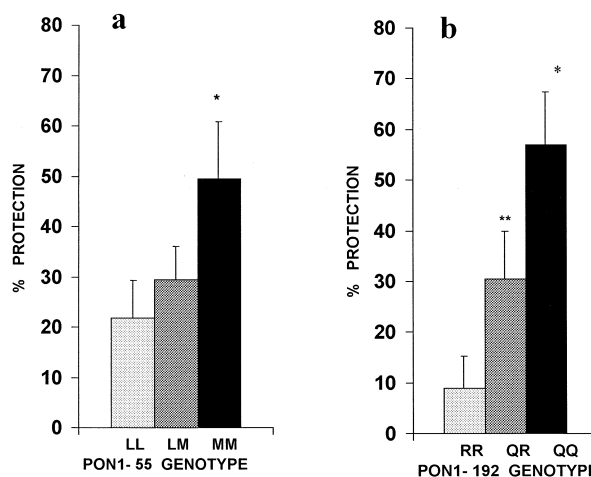 a
80
70
60
50
40
30
20
10
0
% PROTECTION
*
LL LM MM
PON1- 55 GENOTYPE
b
80
70
60
50
40
30
20
10
0
% PROTECTION
**
*
RR QR QQ
PON1- 192 GENOTYPE